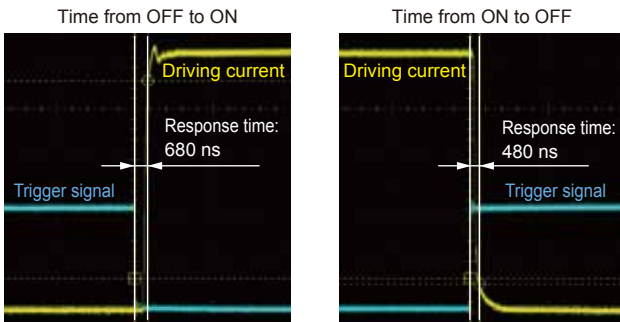 Time from OFF to ON
Driving current
Response time:
680 ns
Trigger signal
Time from ON to OFF
Driving current
Response time:
480 ns
Trigger signal